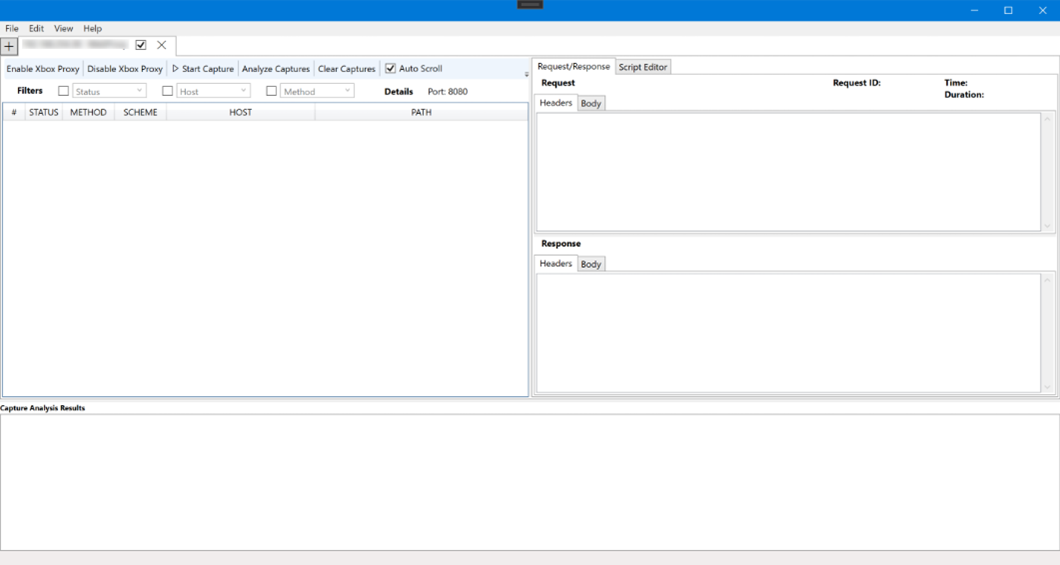 File Edit View Help
Enable Xbox Proxy Disable Xbox Proxy Start Capture Analyze Captures Clear Captures Auto Scroll
Filters Status Host Method Details Port: 8080
# STATUS METHOD SCHEME HOST PATH
Request/Response Script Editor
Request Request ID: Time:
Duration:
Headers Body
Response
Headers Body
Capture Analysis Results